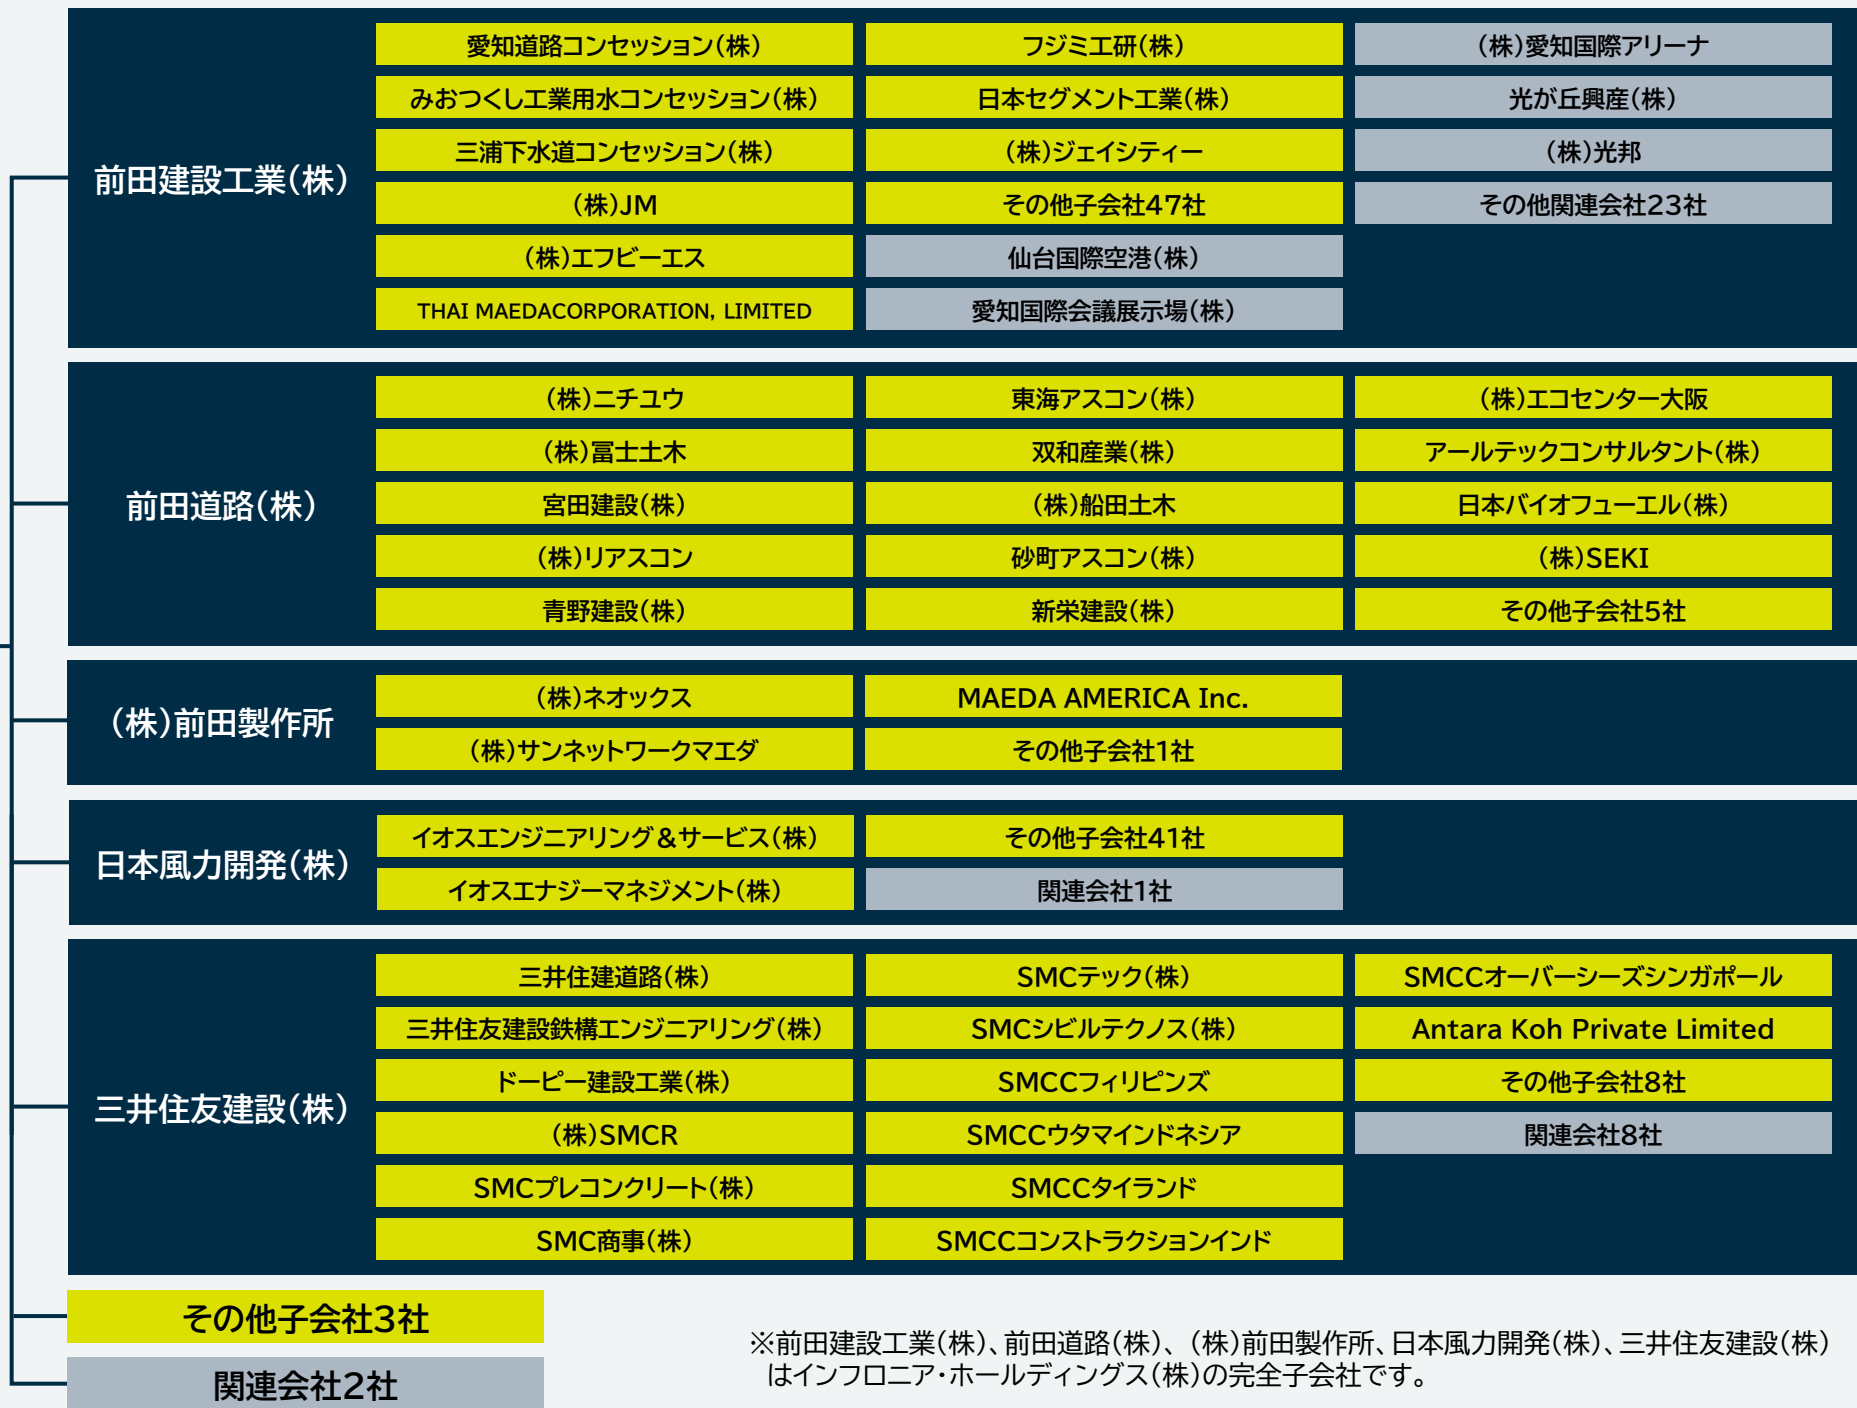 前田建設工業(株)
愛知道路コンセッション(株)
みおつくし工業用水コンセッション(株)
三浦下水道コンセッション(株)
(株)JM
(株)エフビーエス
THAI MAEDACORPORATION, LIMITED
フジミ工研(株)
日本セグメント工業(株)
(株)ジェイシティー
その他子会社47社
仙台国際空港(株)
愛知国際会議展示場(株)
(株)愛知国際アリーナ
光が丘興産(株)
(株)光邦
その他関連会社23社
前田道路(株)
(株)ニチユウ
(株)冨士土木
宮田建設(株)
(株)リアスコン
青野建設(株)
東海アスコン(株)
双和産業(株)
(株)船田土木
砂町アスコン(株)
新栄建設(株)
(株)エコセンター大阪
アールテックコンサルタント(株)
日本バイオフューエル(株)
(株)SEKI
その他子会社5社
(株)前田製作所
(株)ネオックス
(株)サンネットワークマエダ
MAEDA AMERICA Inc.
その他子会社1社
日本風力開発(株)
イオスエンジニアリング&サービス(株)
イオスエナジーマネジメント(株)
その他子会社41社
関連会社1社
三井住友建設(株)
三井住建道路(株)
三井住友建設鉄構エンジニアリング(株)
ドーピー建設工業(株)
(株)SMCR
SMCプレコンクリート(株)
SMC商事(株)
SMCテック(株)
SMCシビルテクノス(株)
SMCCフィリピンズ
SMCCウタマインドネシア
SMCCタイランド
SMCCコンストラクションインド
SMCCオーバーシーズシンガポール
Antara Koh Private Limited
その他子会社8社
関連会社8社
その他子会社3社
関連会社2社
※前田建設工業(株)、前田道路(株)、(株)前田製作所、日本風力開発(株)、三井住友建設(株)
はインフロニア・ホールディングス(株)の完全子会社です。